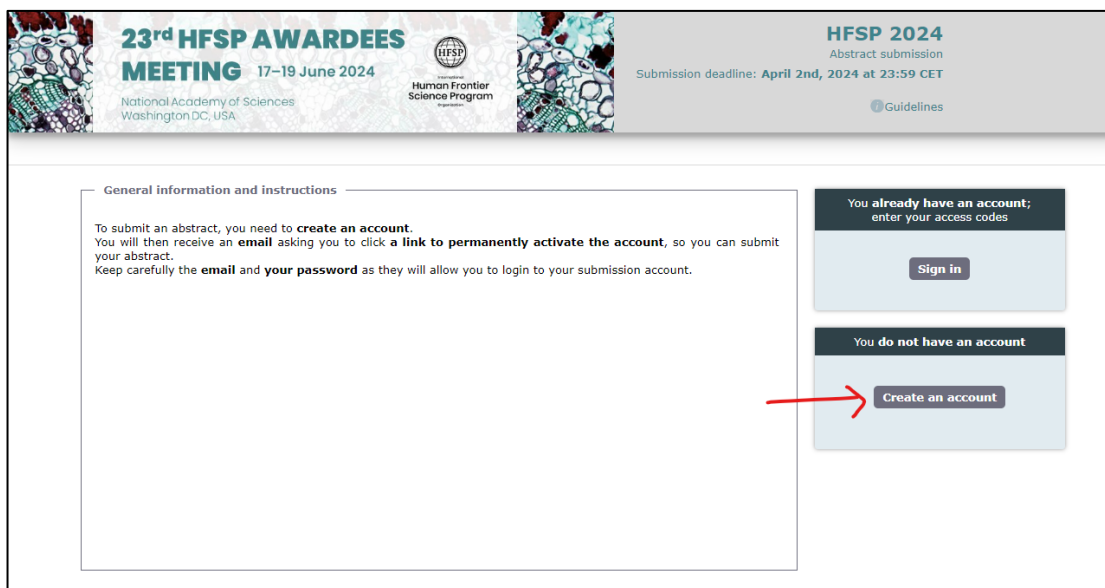 23rd HFSP AWARDEES
MEETING 17–19 June 2024
National Academy of Sciences
Washington DC, USA
HFSP
International
Human Frontier
Science Program
Organization
HFSP 2024
Abstract submission
Submission deadline: April 2nd, 2024 at 23:59 CET
Guidelines
General information and instructions
To submit an abstract, you need to create an account.
You will then receive an email asking you to click a link to permanently activate the account, so you can submit
your abstract.
Keep carefully the email and your password as they will allow you to login to your submission account.
You already have an account;
enter your access codes
Sign in
You do not have an account
Create an account